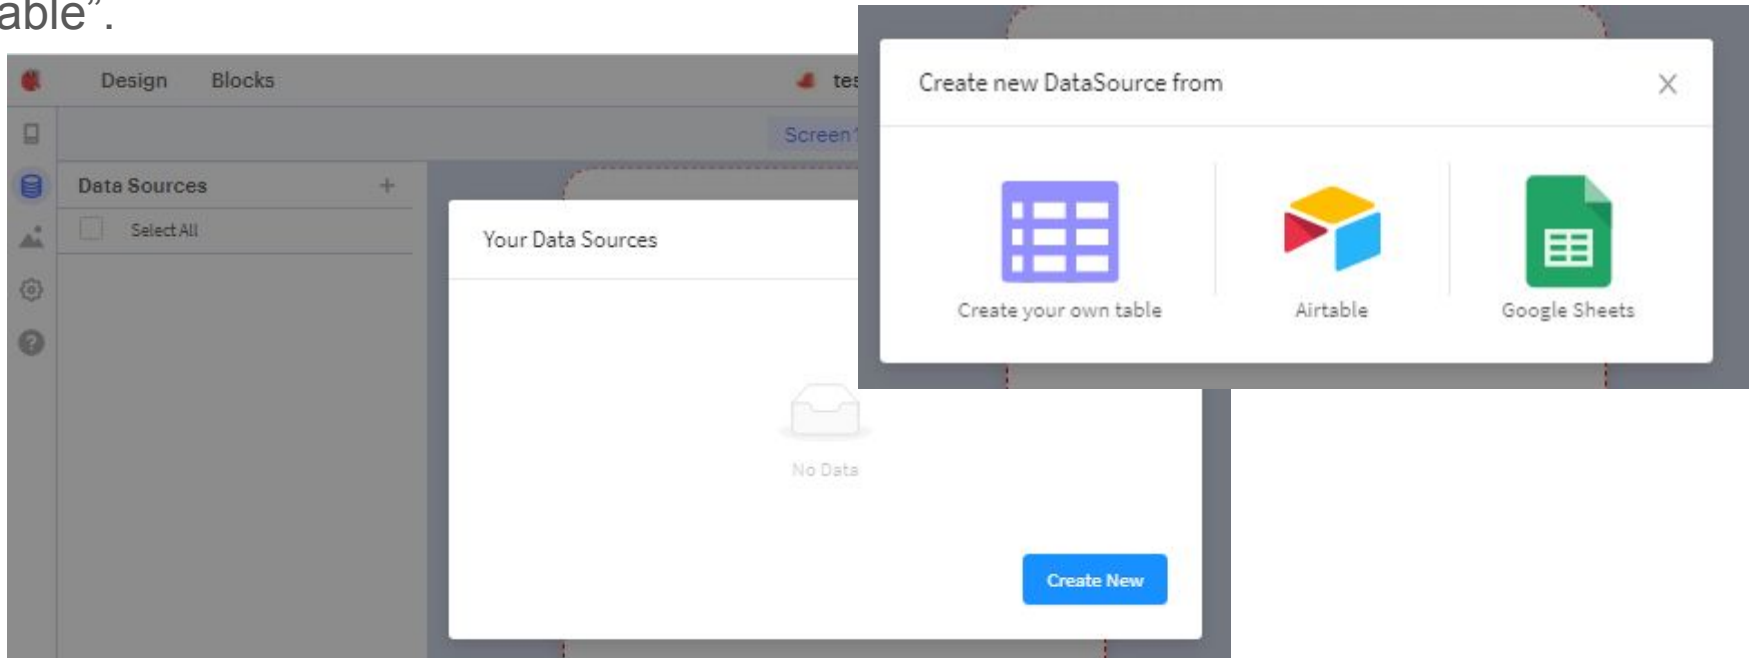 able”.
Design Blocks
tes
Screen1
Data Sources +
Select All
Your Data Sources
No Data
Create New
Create new DataSource from
Create your own table
Airtable
Google Sheets